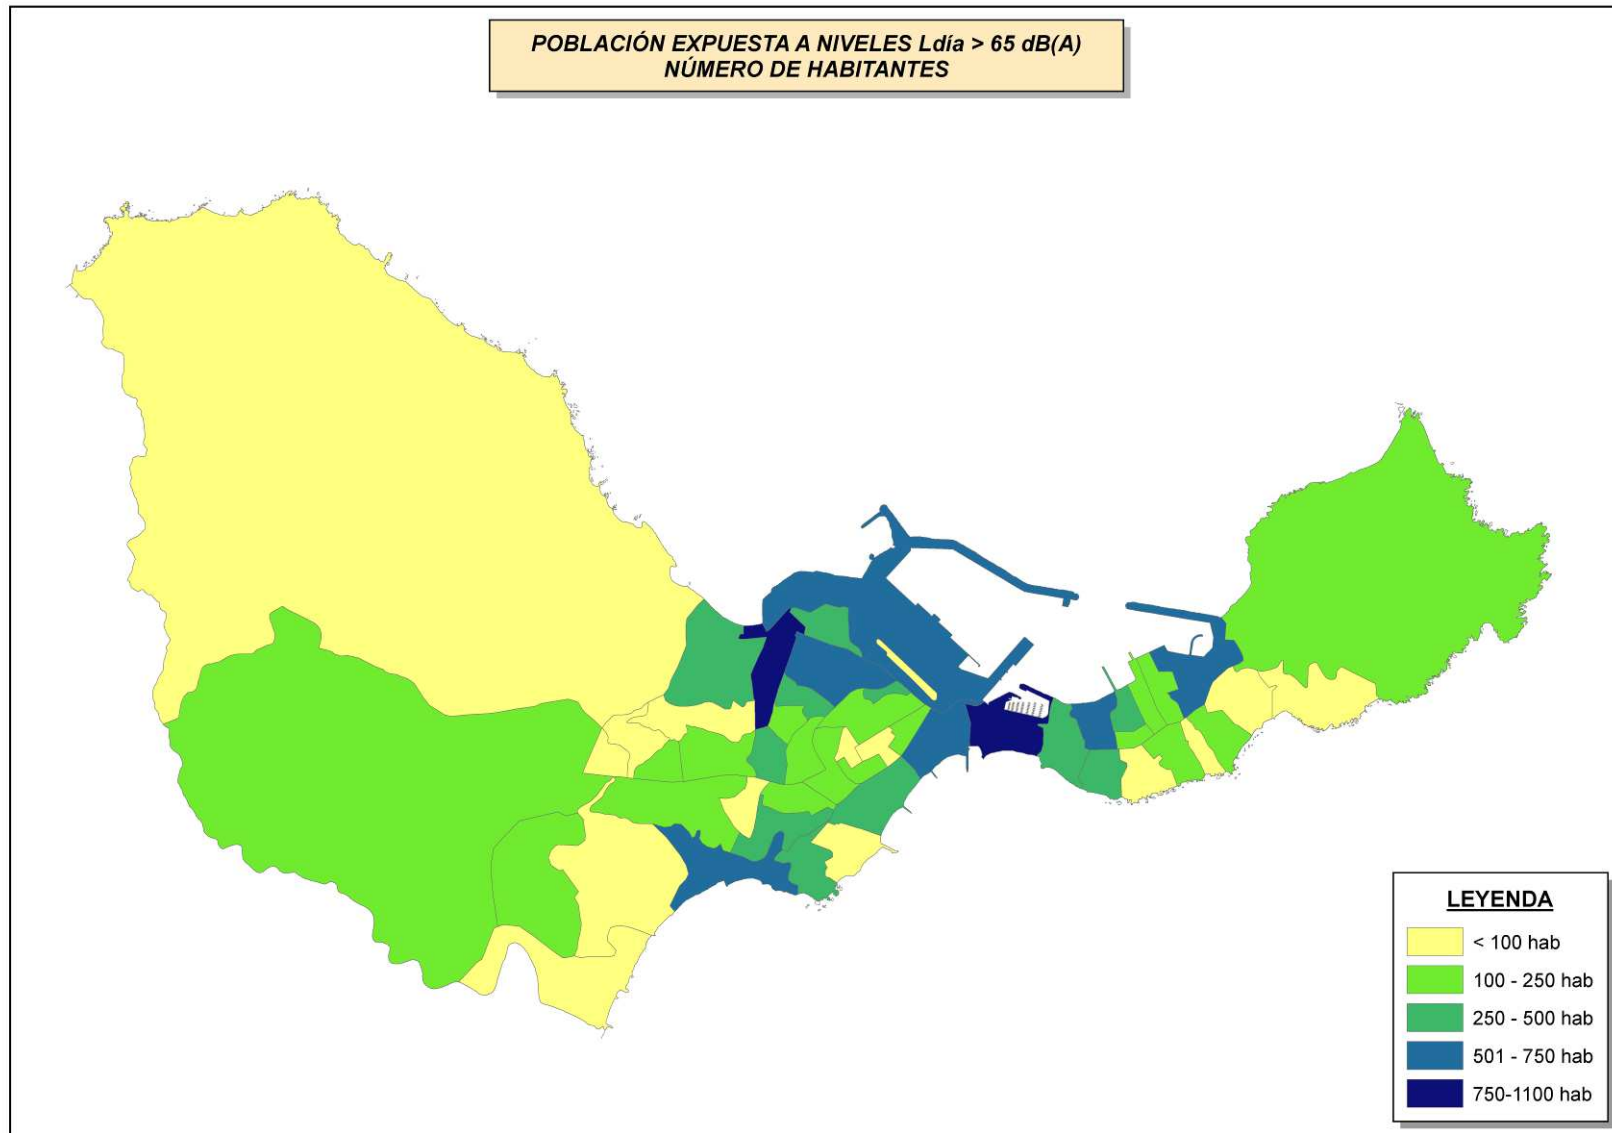 POBLACIÓN EXPUESTA A NIVELES Ldía > 65 dB(A)
NÚMERO DE HABITANTES
LEYENDA
< 100 hab
100 - 250 hab
250 - 500 hab
501 - 750 hab
750-1100 hab